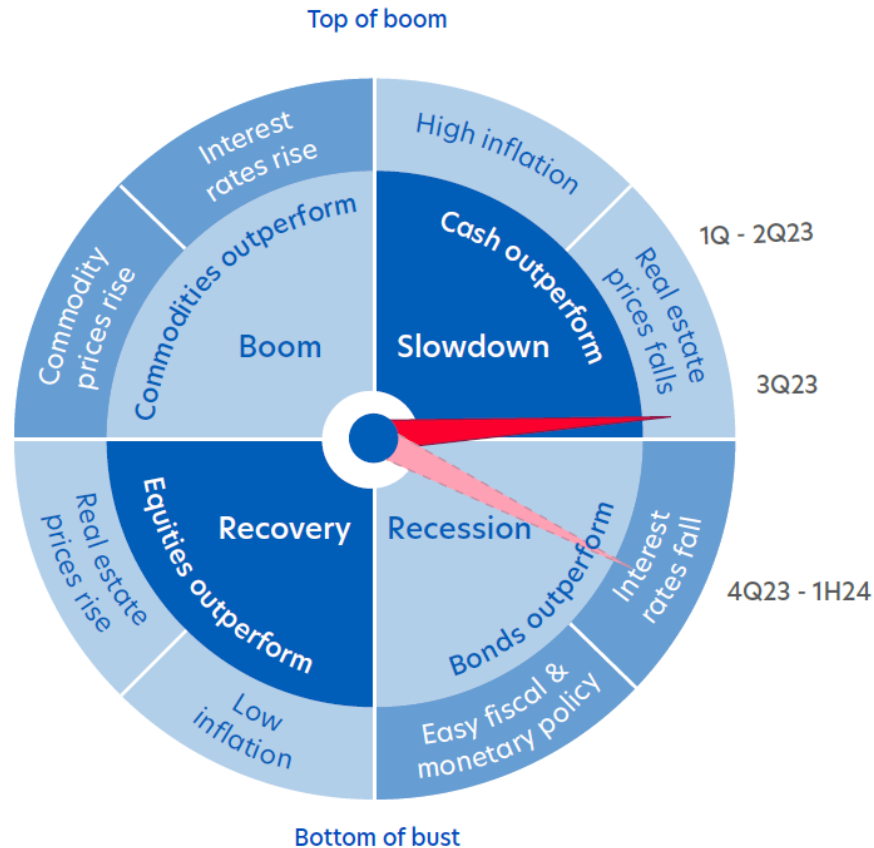 Top of boom
Interest
rates rise
High inflation
Commodity
prices rise
Commodities outperform
Cash outperform
Real estate
prices falls
1Q - 2Q23
Boom
Slowdown
3Q23
Real estate
prices rise
Equities outperform
Recovery
Recession
Bonds outperform
Interest
rates fall
4Q23 - 1H24
Low
inflation
Easy fiscal &
monetary policy
Bottom of bust